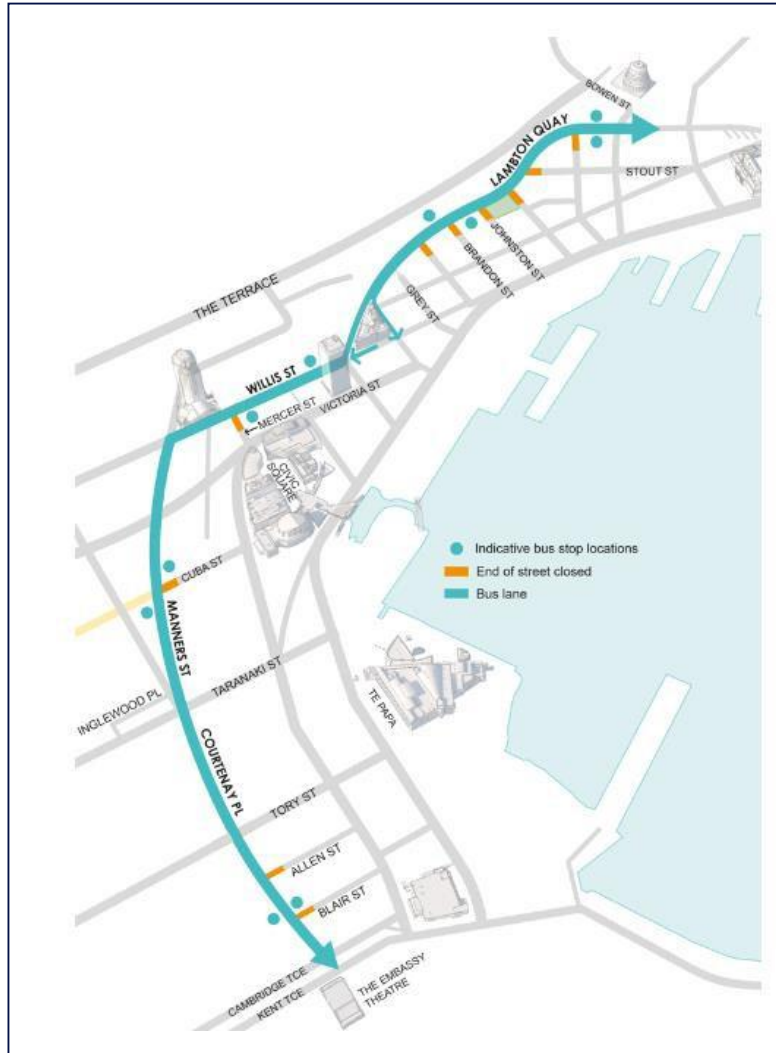 BOWEN ST
LAMBTON QUAY
STOUT ST
JOHNSTON ST
BRANDON ST
GREY ST
THE TERRACE
WILLIS ST
MERCER ST
VICTORIA ST
CIVIC
SQUARE
Indicative bus stop locations
End of street closed
Bus lane
CUBA ST
MANNERS ST
TARANAKI ST
INGLEWOOD PL
TE PAPA
COURTENAY PL
TORY ST
ALLEN ST
BLAIR ST
CAMBRIDGE TCE
KENT TCE
THE EMBASSY
THEATRE